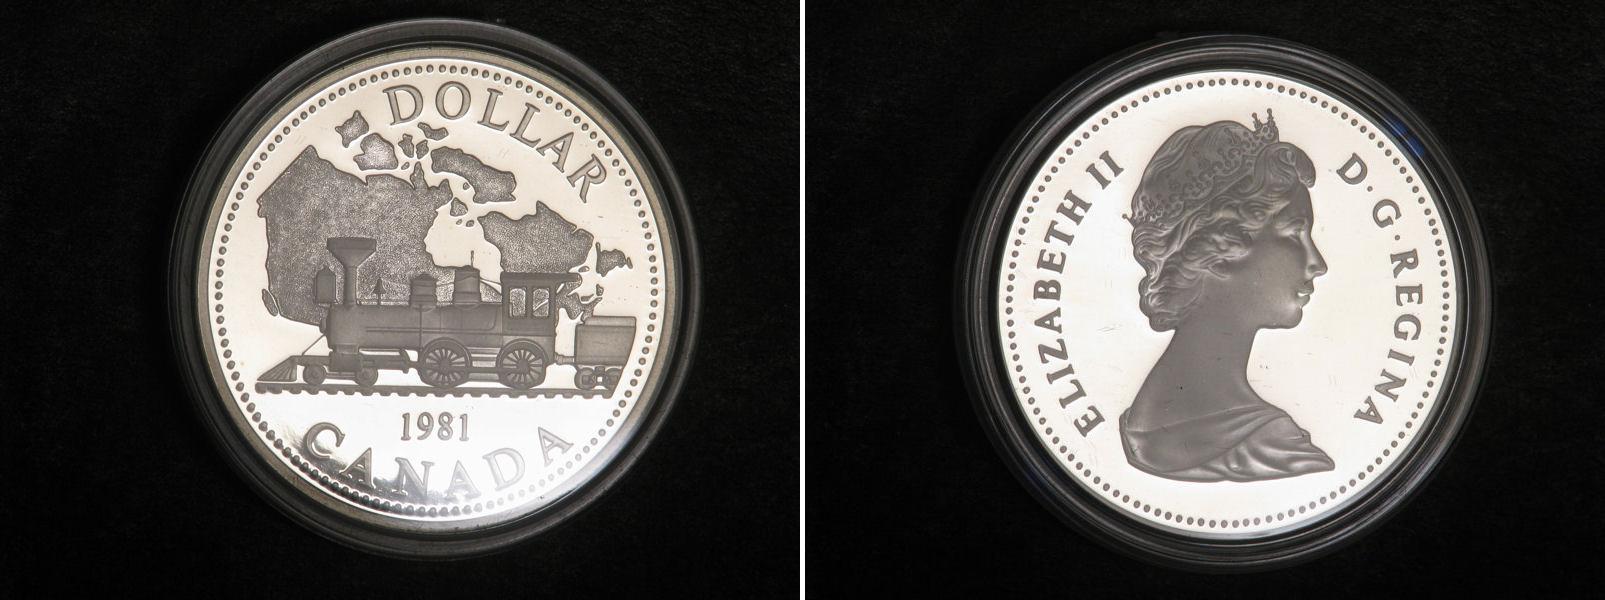 DOLLAR
1981
CANADA
ELIZABETH II
D·G·REGINA